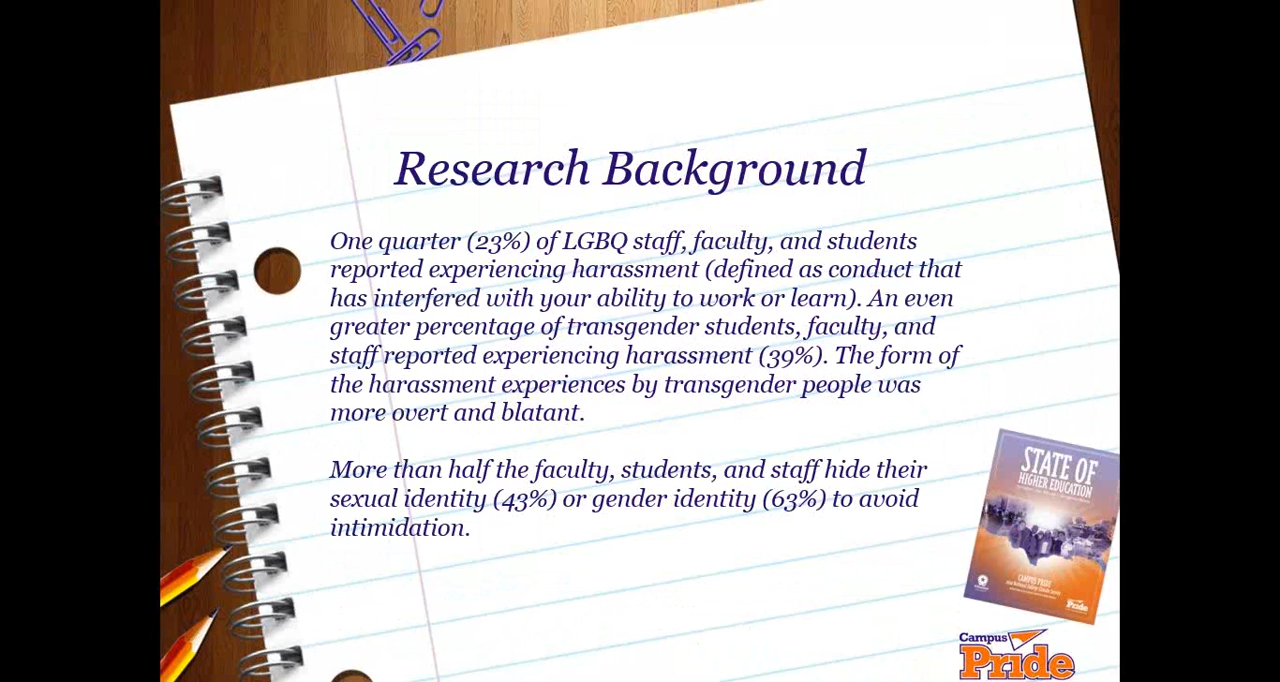 Research Background
One quarter (23%) of LGBQ staff, faculty, and students
reported experiencing harassment (defined as conduct that
has interfered with your ability to work or learn). An even
greater percentage of transgender students, faculty, and
staff reported experiencing harassment (39%). The form of
the harassment experiences by transgender people was
more overt and blatant.
More than half the faculty, students, and staff hide their
sexual identity (43%) or gender identity (63%) to avoid
intimidation.
STATE OF
HIGHER EDUCATION
CAMPUS PRIDE
Pride
Campus
Pride